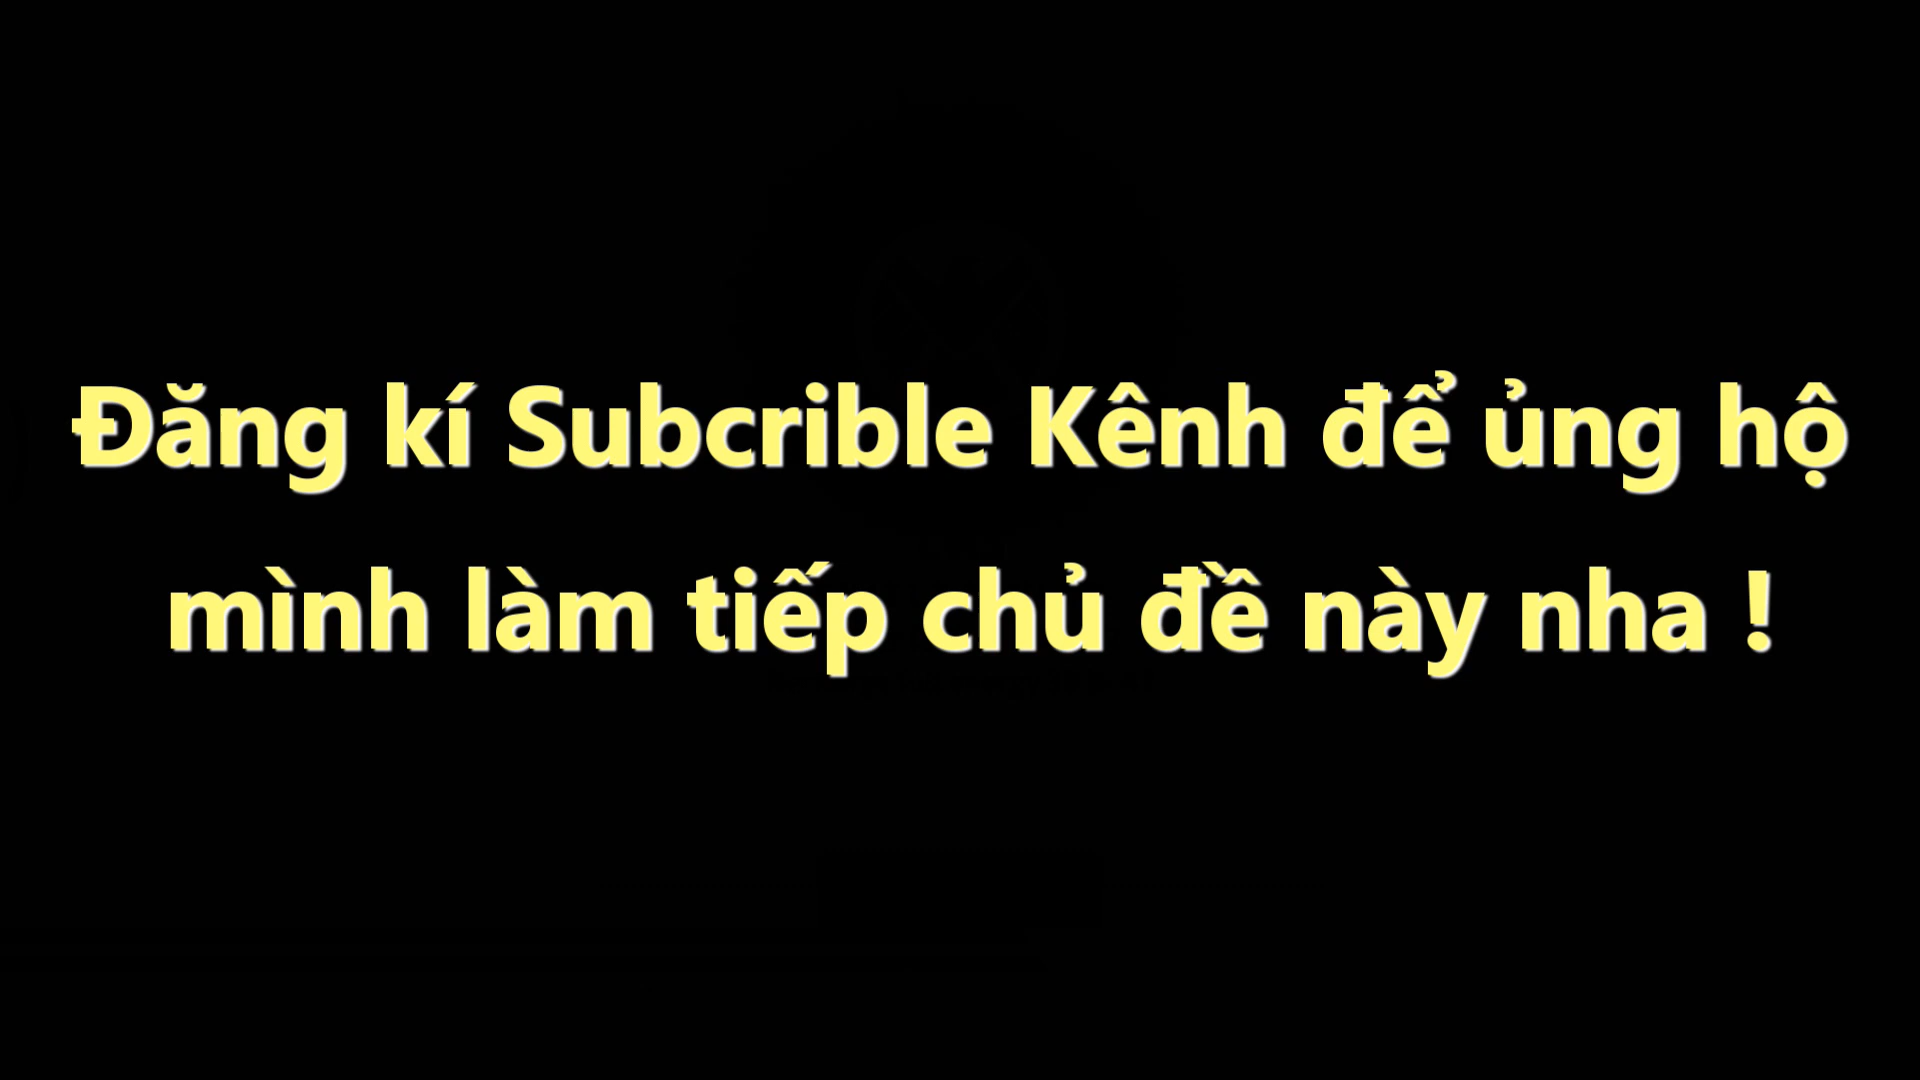 Đăng kí Subcrible Kênh để ủng hộ
mình làm tiếp chủ đề này nha !